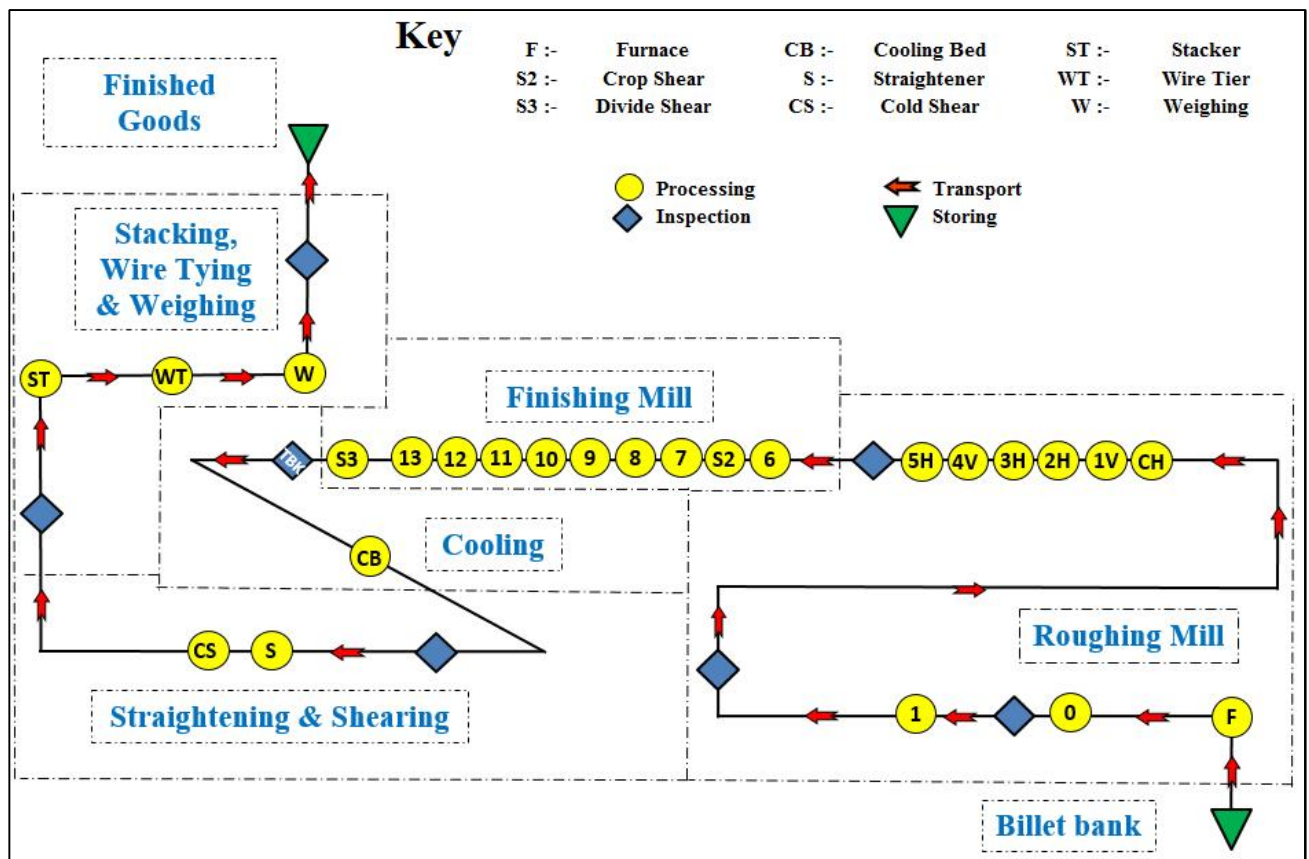 Key
F :- Furnace CB :- Cooling Bed ST :- Stacker
S2 :- Crop Shear S :- Straightener WT :- Wire Tier
S3 :- Divide Shear CS :- Cold Shear W :- Weighing
Processing Transport
Inspection Storing
Finished
Goods
Stacking,
Wire Tying
& Weighing
ST WT W
Finishing Mill
TBK S3 13 12 11 10 9 8 7 S2 6 5H 4V 3H 2H 1V CH
Cooling
CB
Roughing Mill
CS S
Straightening & Shearing
1 0 F
Billet bank